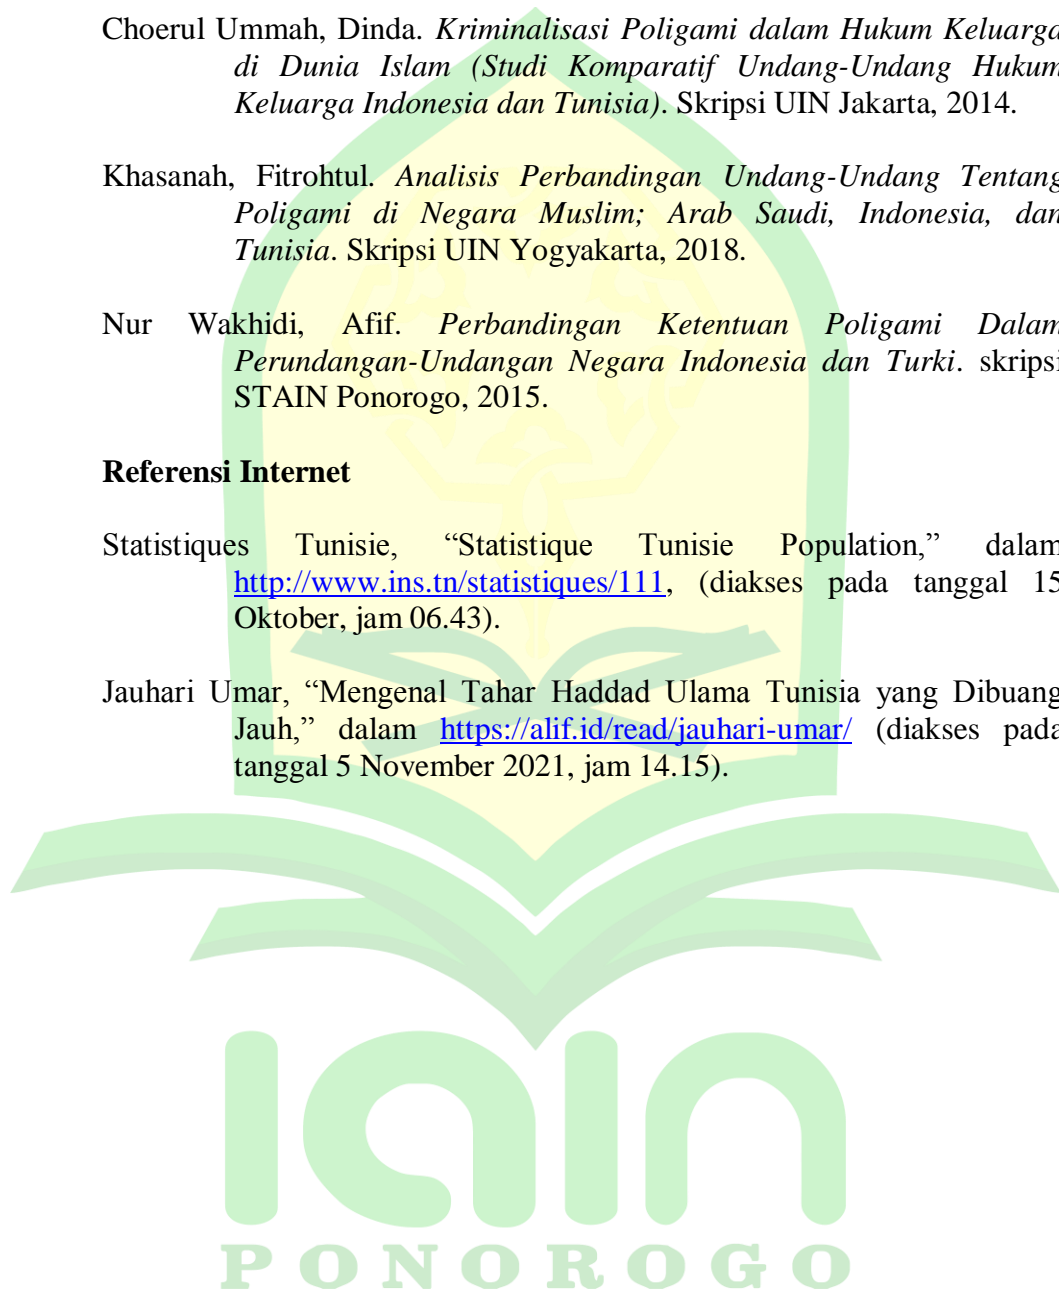 Choerul Ummah, Dinda. Kriminalisasi Poligami dalam Hukum Keluarga
di Dunia Islam (Studi Komparatif Undang-Undang Hukum
Keluarga Indonesia dan Tunisia). Skripsi UIN Jakarta, 2014.
Khasanah, Fitrohtul. Analisis Perbandingan Undang-Undang Tentang
Poligami di Negara Muslim; Arab Saudi, Indonesia, dan
Tunisia. Skripsi UIN Yogyakarta, 2018.
Nur Wakhidi, Afif. Perbandingan Ketentuan Poligami Dalam
Perundangan-Undangan Negara Indonesia dan Turki. skripsi
STAIN Ponorogo, 2015.
Referensi Internet
Statistiques Tunisie, “Statistique Tunisie Population,” dalam
http://www.ins.tn/statistiques/111, (diakses pada tanggal 15
Oktober, jam 06.43).
Jauhari Umar, “Mengenal Tahar Haddad Ulama Tunisia yang Dibuang
Jauh,” dalam https://alif.id/read/jauhari-umar/ (diakses pada
tanggal 5 November 2021, jam 14.15).
iain
PONOROGO